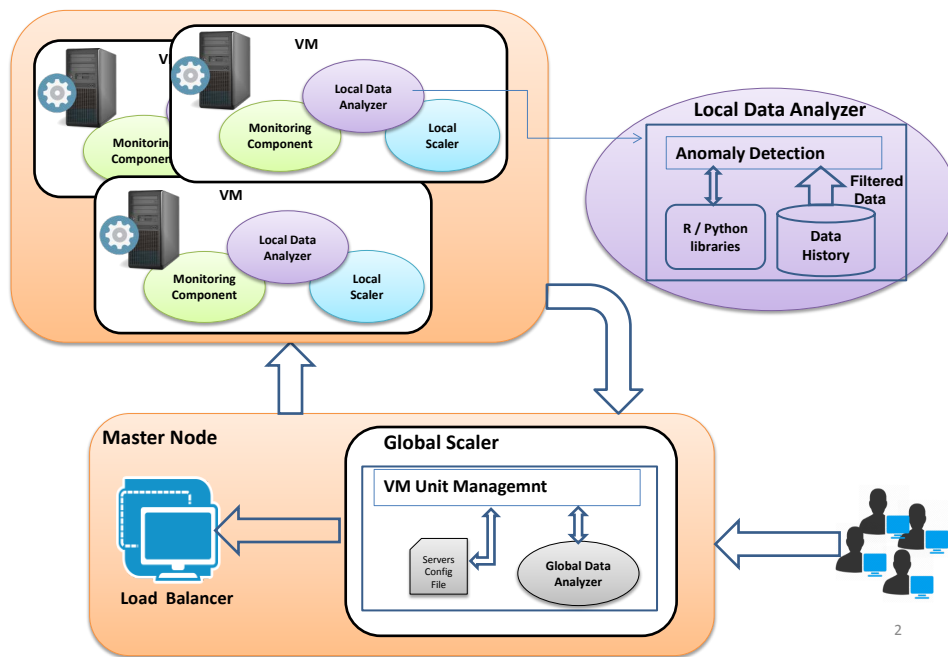 VM
V
Local Data
Analyzer
Monitoring
Component
Local
Scaler
Monitoring
Component
VM
Local Data
Analyzer
Monitoring
Component
Local
Scaler
Local Data Analyzer
Anomaly Detection
Filtered
Data
R / Python
libraries
Data
History
Master Node
Global Scaler
VM Unit Managemnt
Servers
Config
File
Global Data
Analyzer
Load Balancer
2